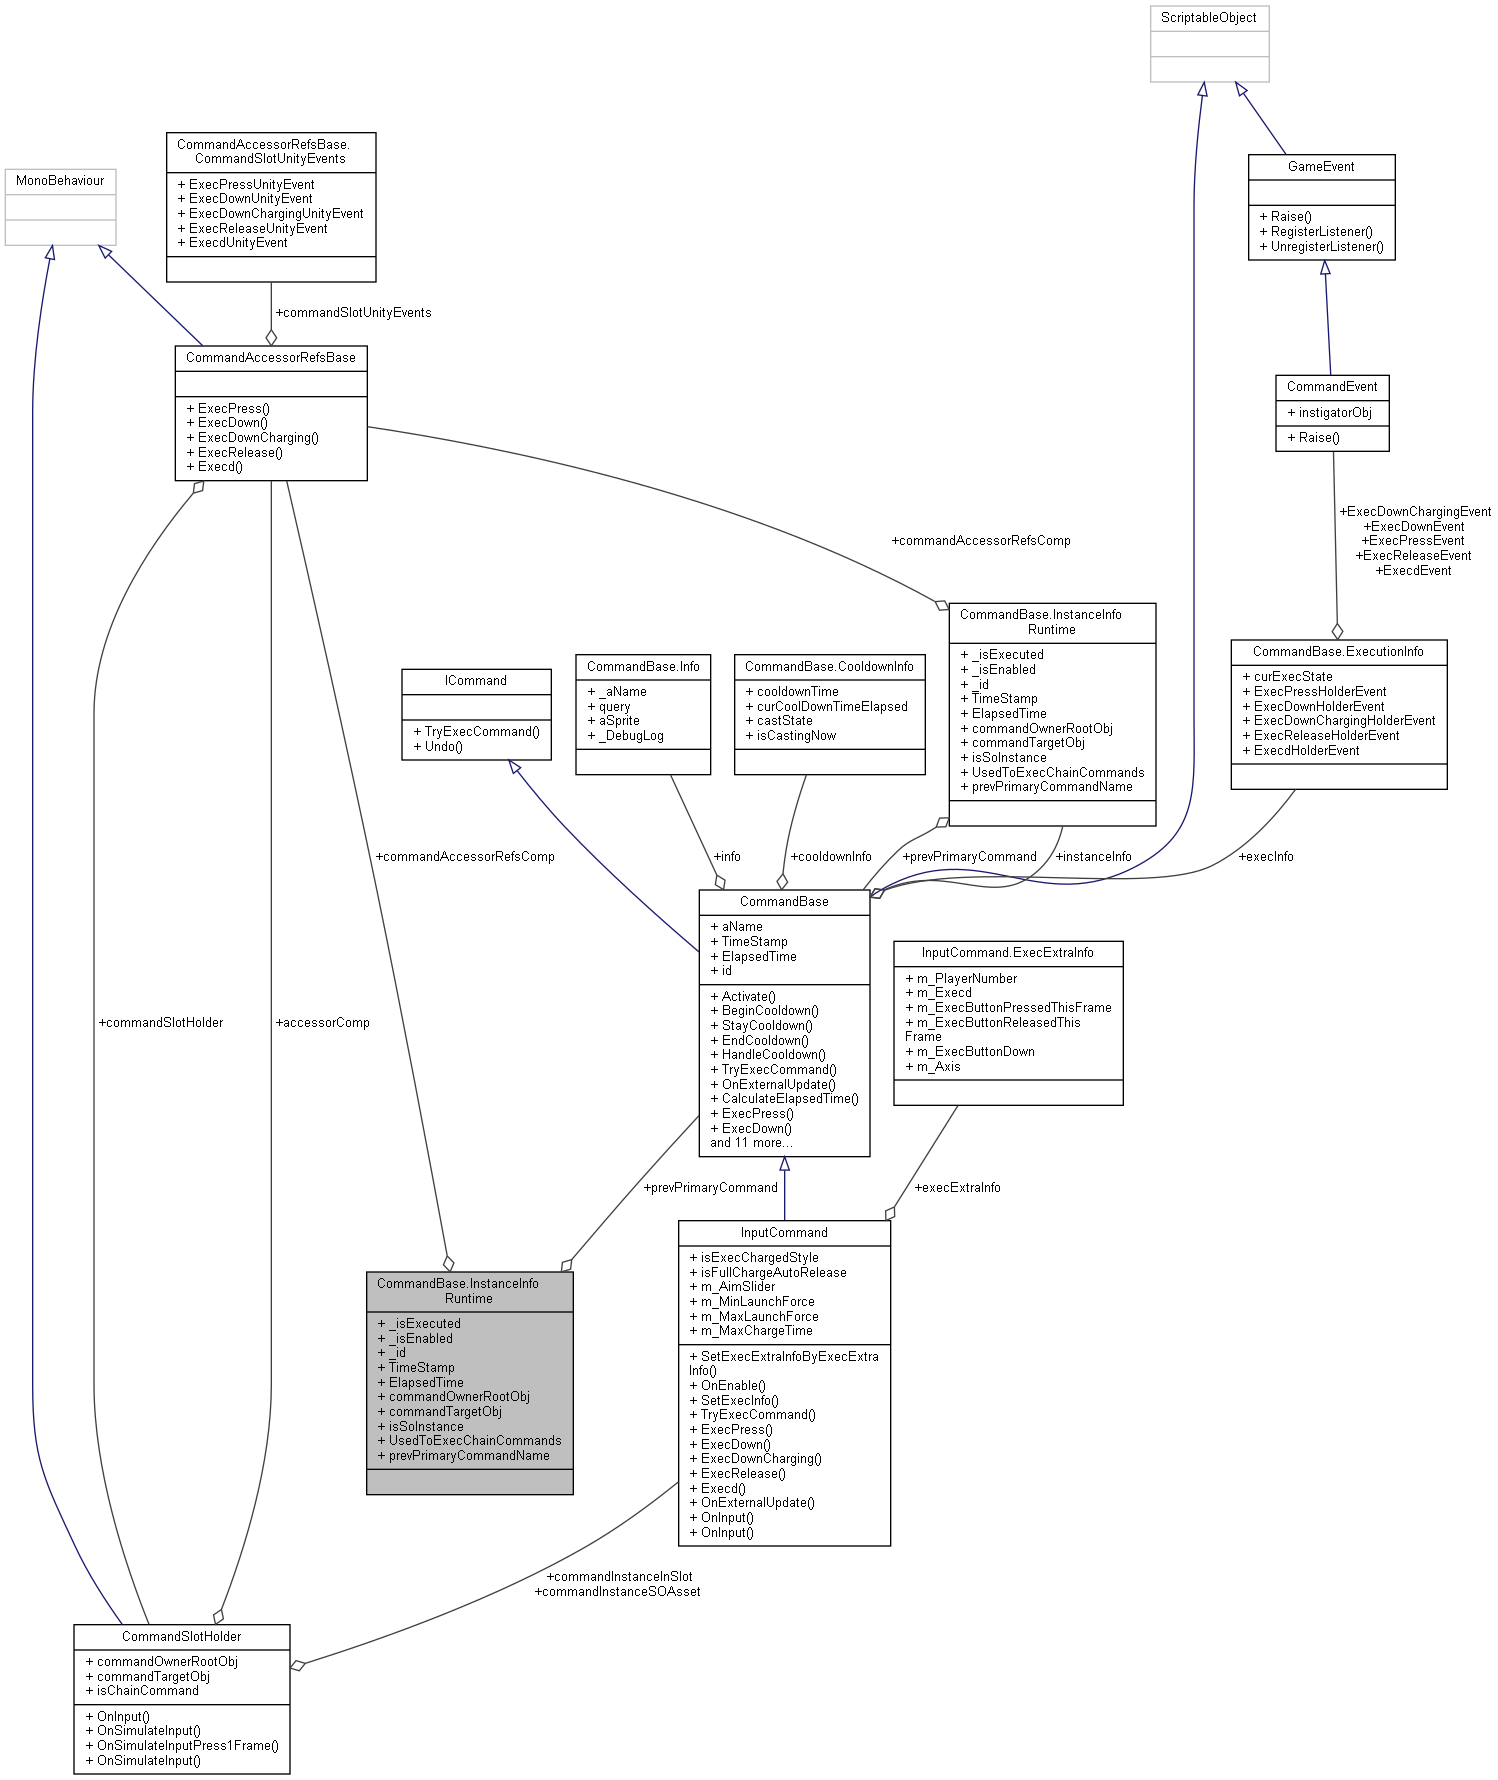 ScriptableObject
CommandAccessorRefsBase.
CommandSlotUnityEvents
+ ExecPressUnityEvent
+ ExecDownUnityEvent
+ ExecDownChargingUnityEvent
+ ExecReleaseUnityEvent
+ ExecdUnityEvent
MonoBehaviour
GameEvent
+ Raise()
+ RegisterListener()
+ UnregisterListener()
+commandSlotUnityEvents
CommandAccessorRefsBase
+ ExecPress()
+ ExecDown()
+ ExecDownCharging()
+ ExecRelease()
+ Execd()
CommandEvent
+ instigatorObj
+ Raise()
+ExecDownChargingEvent
+ExecDownEvent
+ExecPressEvent
+ExecReleaseEvent
+ExecdEvent
+commandAccessorRefsComp
CommandBase.InstanceInfo
Runtime
+ _isExecuted
+ _isEnabled
+ _id
+ TimeStamp
+ ElapsedTime
+ commandOwnerRootObj
+ commandTargetObj
+ isSoInstance
+ UsedToExecChainCommands
+ prevPrimaryCommandName
CommandBase.ExecutionInfo
+ curExecState
+ ExecPressHolderEvent
+ ExecDownHolderEvent
+ ExecDownChargingHolderEvent
+ ExecReleaseHolderEvent
+ ExecdHolderEvent
ICommand
+ TryExecCommand()
+ Undo()
CommandBase.Info
+ _aName
+ query
+ aSprite
+ _DebugLog
CommandBase.CooldownInfo
+ cooldownTime
+ curCoolDownTimeElapsed
+ castState
+ isCastingNow
+commandAccessorRefsComp
+info
+cooldownInfo
+prevPrimaryCommand
+instanceInfo
+execInfo
CommandBase
+ aName
+ TimeStamp
+ ElapsedTime
+ id
+ Activate()
+ BeginCooldown()
+ StayCooldown()
+ EndCooldown()
+ HandleCooldown()
+ TryExecCommand()
+ OnExternalUpdate()
+ CalculateElapsedTime()
+ ExecPress()
+ ExecDown()
and 11 more...
InputCommand.ExecExtraInfo
+ m_PlayerNumber
+ m_Execd
+ m_ExecButtonPressedThisFrame
+ m_ExecButtonReleasedThis
Frame
+ m_ExecButtonDown
+ m_Axis
+commandSlotHolder
+accessorComp
+prevPrimaryCommand
+execExtraInfo
CommandBase.InstanceInfo
Runtime
+ _isExecuted
+ _isEnabled
+ _id
+ TimeStamp
+ ElapsedTime
+ commandOwnerRootObj
+ commandTargetObj
+ isSoInstance
+ UsedToExecChainCommands
+ prevPrimaryCommandName
InputCommand
+ isExecChargedStyle
+ isFullChargeAutoRelease
+ m_AimSlider
+ m_MinLaunchForce
+ m_MaxLaunchForce
+ m_MaxChargeTime
+ SetExecExtraInfoByExecExtra
Info()
+ OnEnable()
+ SetExecInfo()
+ TryExecCommand()
+ ExecPress()
+ ExecDown()
+ ExecDownCharging()
+ ExecRelease()
+ Execd()
+ OnExternalUpdate()
+ OnInput()
+ OnInput()
+commandInstanceInSlot
+commandInstanceSOAsset
CommandSlotHolder
+ commandOwnerRootObj
+ commandTargetObj
+ isChainCommand
+ OnInput()
+ OnSimulateInput()
+ OnSimulateInputPress1Frame()
+ OnSimulateInput()